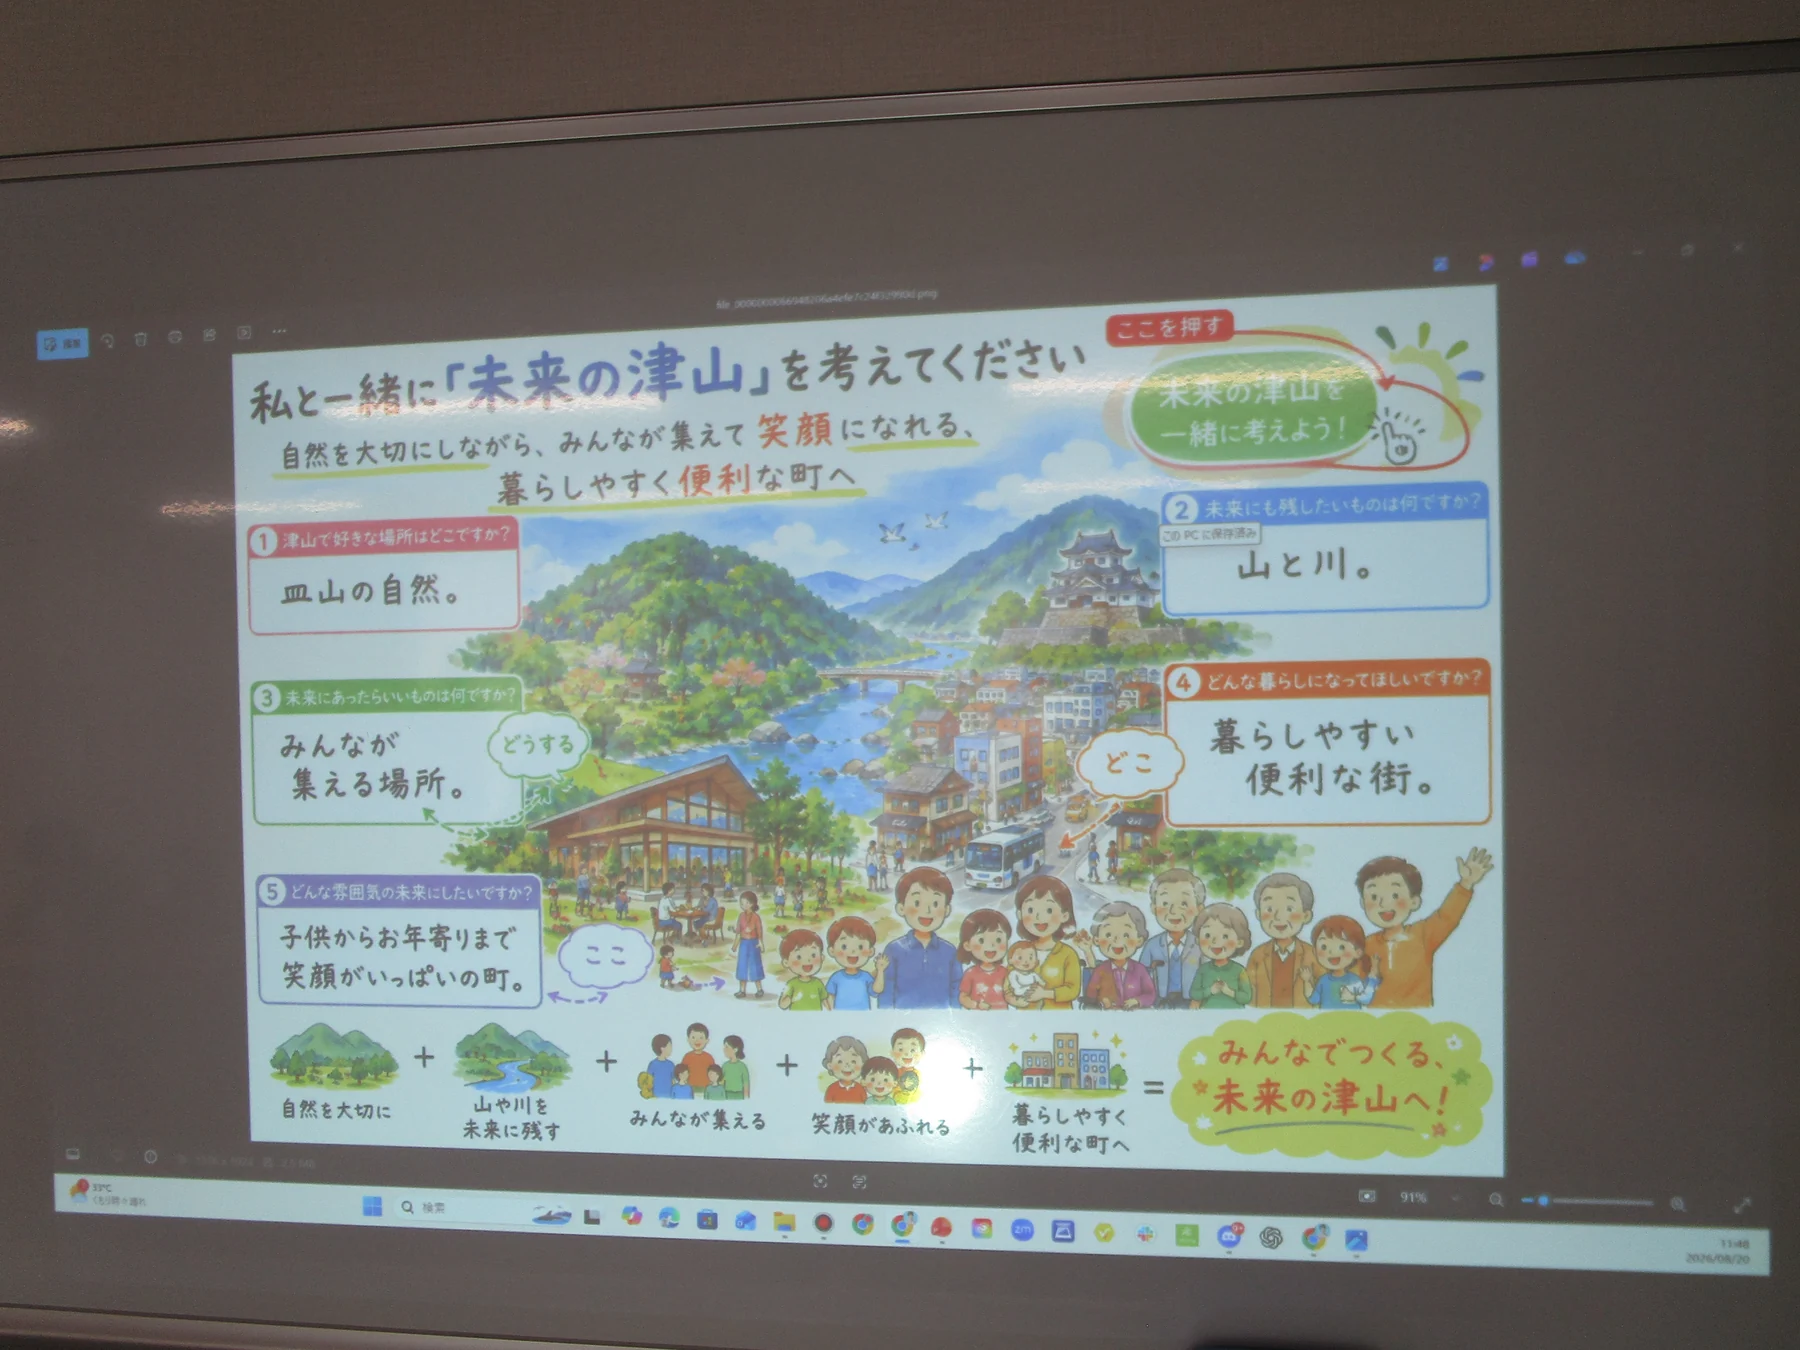 私と一緒に「未来の津山」を考えてください
自然を大切にしながら、みんなが集えて笑顔になれる、
暮らしやすく便利な町へ
ここを押す
未来の津山を
一緒に考えよう!
1 津山で好きな場所はどこですか?
皿山の自然。
2 未来にも残したいものは何ですか?
このPCに保存済み
山と川。
3 未来にあったらいいものは何ですか?
みんなが
集える場所。
どうする
4 どんな暮らしになってほしいですか?
暮らしやすい
便利な街。
どこ
5 どんな雰囲気の未来にしたいですか?
子供からお年寄りまで
笑顔がいっぱいの町。
ここ
自然を大切に
+
山や川を
未来に残す
+
みんなが集える
+
笑顔があふれる
+
暮らしやすく
便利な町へ
=
みんなでつくる、
未来の津山へ!
91%
33°C
検索
zm
11:48
2026/08/20